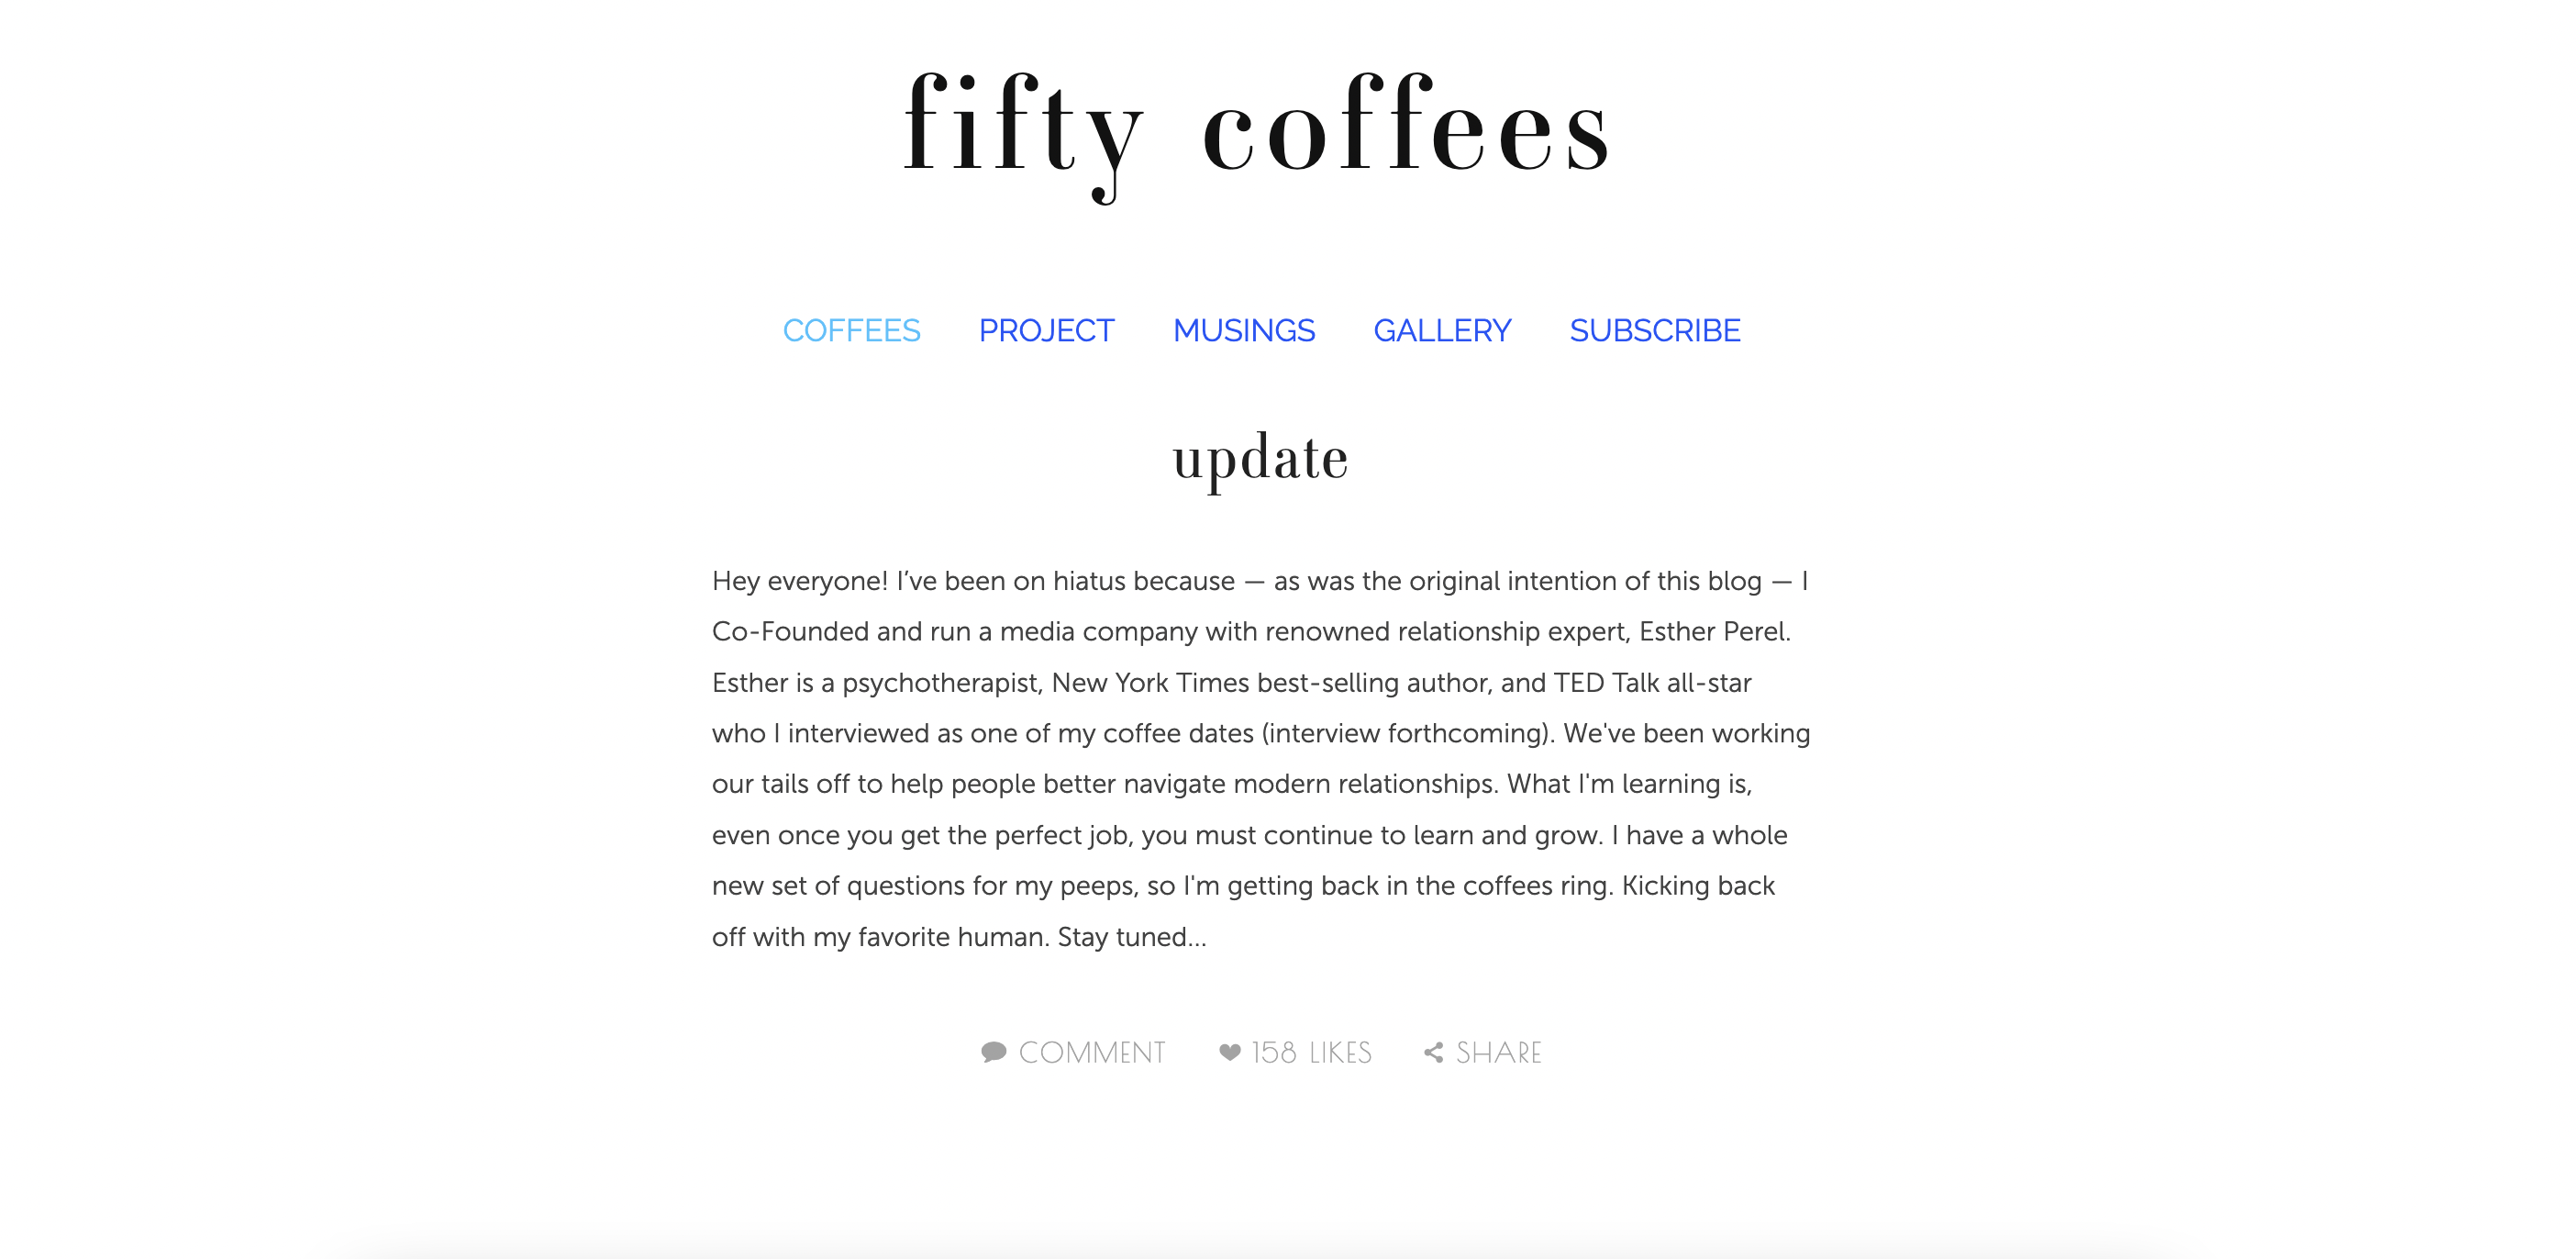 fifty coffees
COFFEES PROJECT MUSINGS GALLERY SUBSCRIBE
update
Hey everyone! I’ve been on hiatus because — as was the original intention of this blog — I
Co-Founded and run a media company with renowned relationship expert, Esther Perel.
Esther is a psychotherapist, New York Times best-selling author, and TED Talk all-star
who I interviewed as one of my coffee dates (interview forthcoming). We've been working
our tails off to help people better navigate modern relationships. What I'm learning is,
even once you get the perfect job, you must continue to learn and grow. I have a whole
new set of questions for my peeps, so I'm getting back in the coffees ring. Kicking back
off with my favorite human. Stay tuned...
COMMENT 158 LIKES SHARE